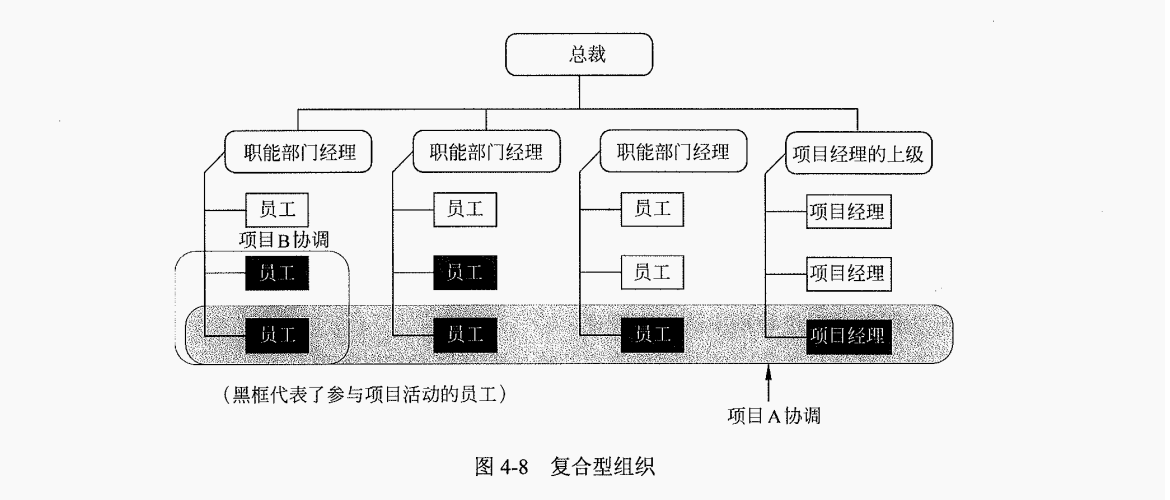 总裁
职能部门经理 职能部门经理 职能部门经理 项目经理的上级
员工 员工 员工 项目经理
项目B协调
员工 员工 员工 项目经理
员工 员工 员工 项目经理
（黑框代表了参与项目活动的员工）
项目A协调
图 4-8 复合型组织